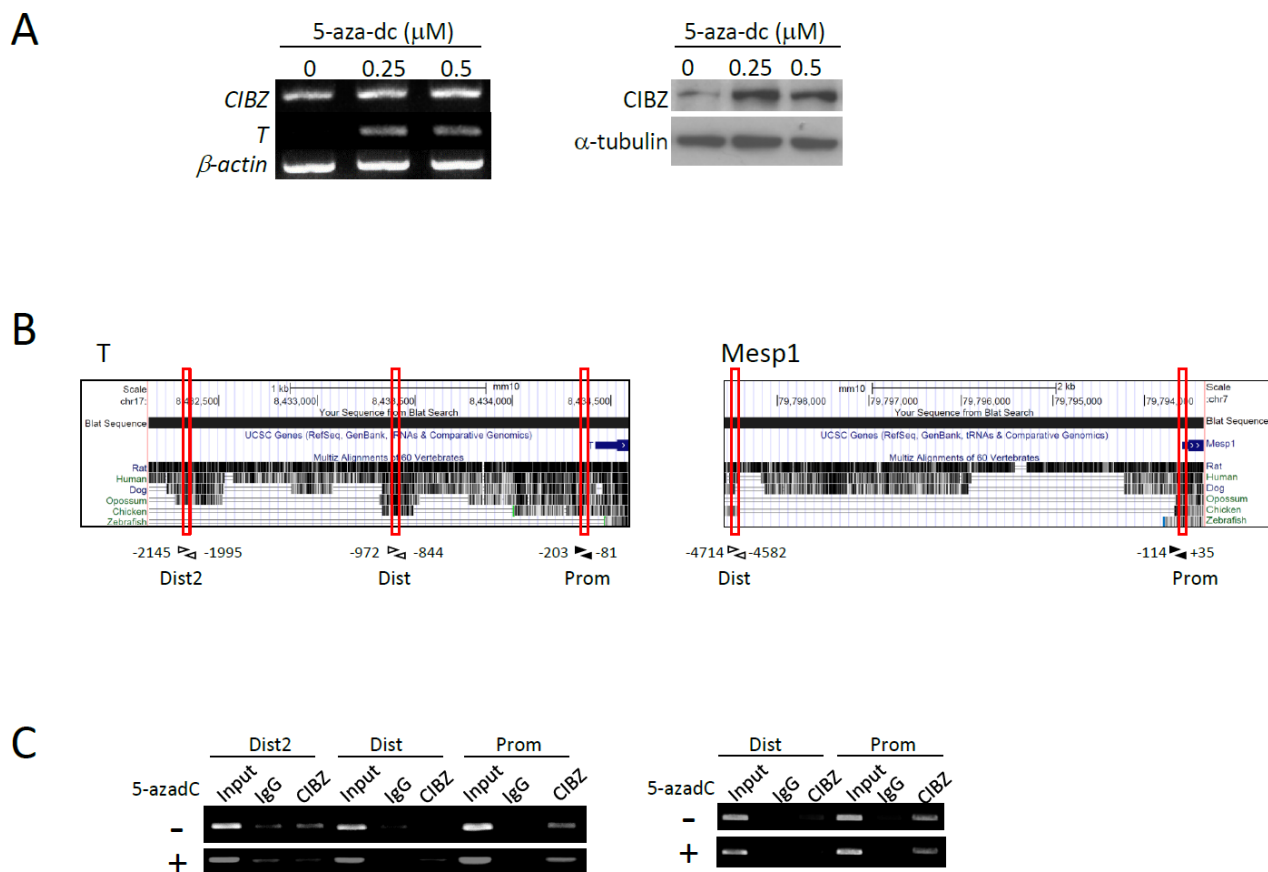 A
5-aza-dc (μM)
0 0.25 0.5
CIBZ
T
β-actin
5-aza-dc (μM)
0 0.25 0.5
CIBZ
α-tubulin
B
T
Scale
chr17:
1 kb
mm10
8,433,000
8,434,000
Your Sequence from Blat Search
Blat Sequence
UCSC Genes (RefSeq, GenBank, tRNAs & Comparative Genomics)
Multiz Alignments of 60 Vertebrates
Rat
Human
Dog
Opossum
Chicken
Zebrafish
-2145 -1995
Dist2
-972 -844
Dist
-203 -81
Prom
Mesp1
mm10
2 kb
Scale
:chr7
79,798,000
79,797,000
79,796,000
79,795,000
79,794,000
Your Sequence from Blat Search
Blat Sequence
UCSC Genes (RefSeq, GenBank, tRNAs & Comparative Genomics)
Mesp1
Multiz Alignments of 60 Vertebrates
Rat
Human
Dog
Opossum
Chicken
Zebrafish
-4714 -4582
Dist
-114 +35
Prom
C
Dist2 Dist Prom
5-azadC
Input IgG CIBZ Input IgG CIBZ Input IgG CIBZ
-
+
Dist Prom
5-azadC
Input IgG CIBZ Input IgG CIBZ
-
+